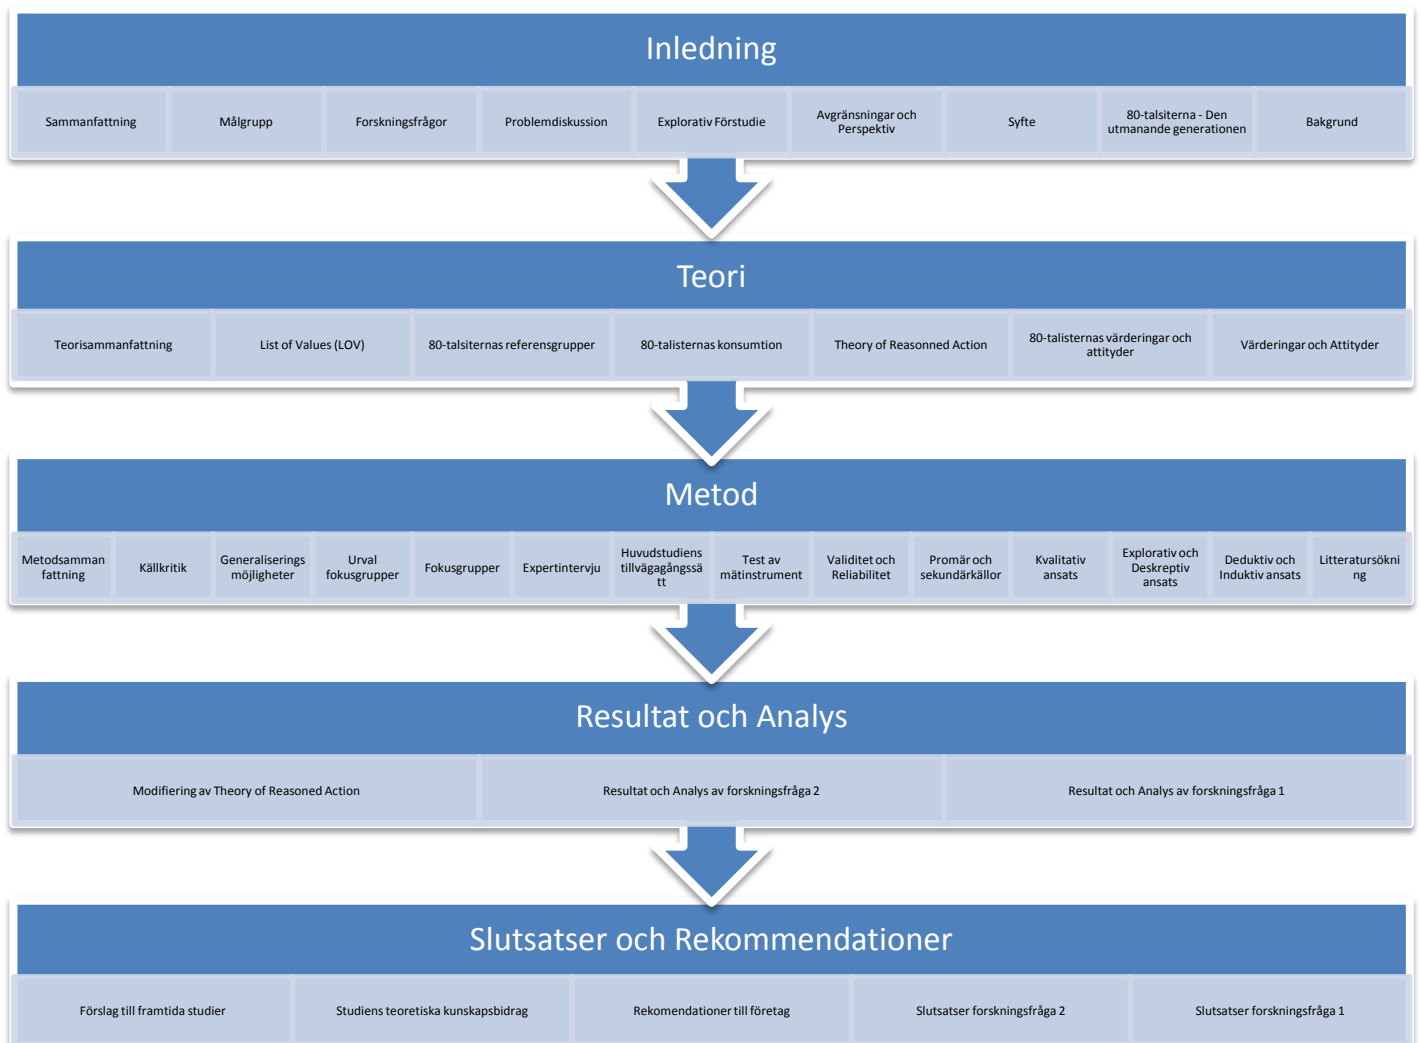 Inledning
Sammanfattning
Målgrupp
Forskningsfrågor
Problemdiskussion
Explorativ Förstudie
Avgränsningar och
Perspektiv
Syfte
80-talsiterna - Den
utmanande generationen
Bakgrund
Teori
Teorisammanfattning
List of Values (LOV)
80-talsiternas referensgrupper
80-talisternas konsumtion
Theory of Reasonned Action
80-talisternas värderingar och
attityder
Värderingar och Attityder
Metod
Metodsamman
fattning
Källkritik
Generaliserings
möjligheter
Urval
fokusgrupper
Fokusgrupper
Expertintervju
Huvudstudiens
tillvägagångssä
tt
Test av
mätinstrument
Validitet och
Reliabilitet
Promär och
sekundärkällor
Kvalitativ
ansats
Explorativ och
Deskreptiv
ansats
Deduktiv och
Induktiv ansats
Litteratursökni
ng
Resultat och Analys
Modifiering av Theory of Reasoned Action
Resultat och Analys av forskningsfråga 2
Resultat och Analys av forskningsfråga 1
Slutsatser och Rekommendationer
Förslag till framtida studier
Studiens teoretiska kunskapsbidrag
Rekomendationer till företag
Slutsatser forskningsfråga 2
Slutsatser forskningsfråga 1